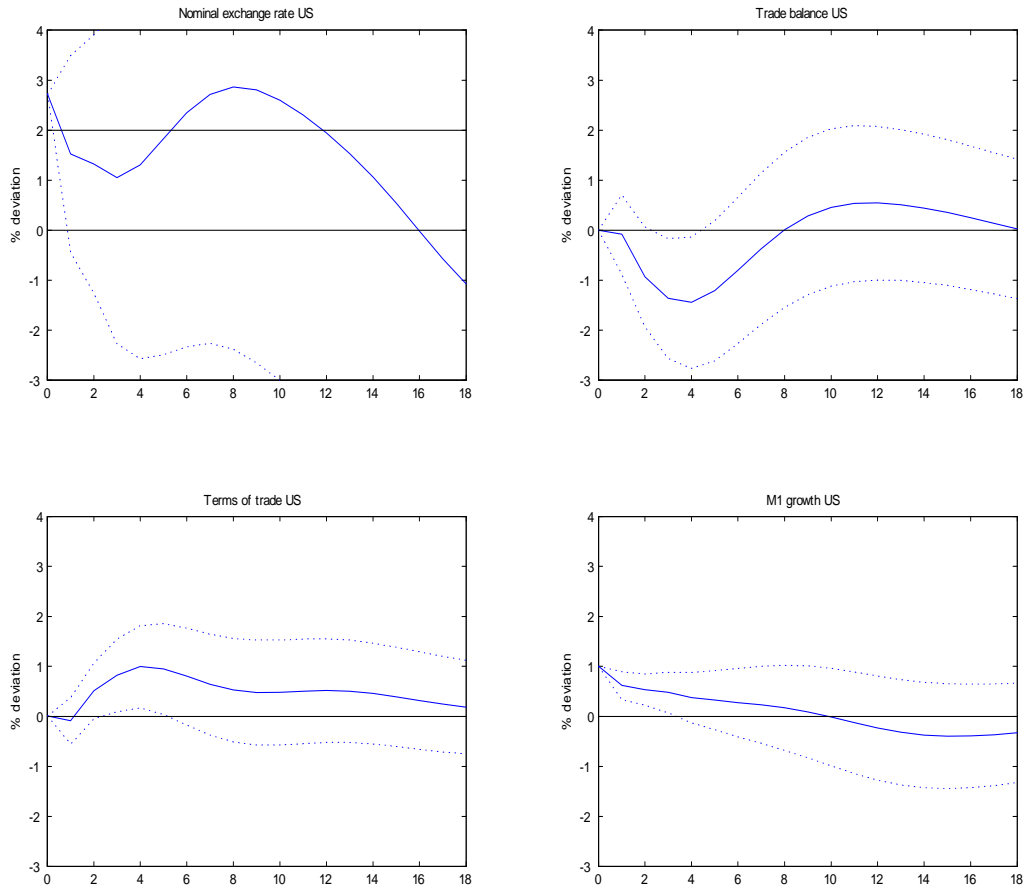 Nominal exchange rate US
4
3
2
1
0
-1
-2
-3
% deviation
0 2 4 6 8 10 12 14 16 18
Trade balance US
4
3
2
1
0
-1
-2
-3
% deviation
0 2 4 6 8 10 12 14 16 18
Terms of trade US
4
3
2
1
0
-1
-2
-3
% deviation
0 2 4 6 8 10 12 14 16 18
M1 growth US
4
3
2
1
0
-1
-2
-3
% deviation
0 2 4 6 8 10 12 14 16 18